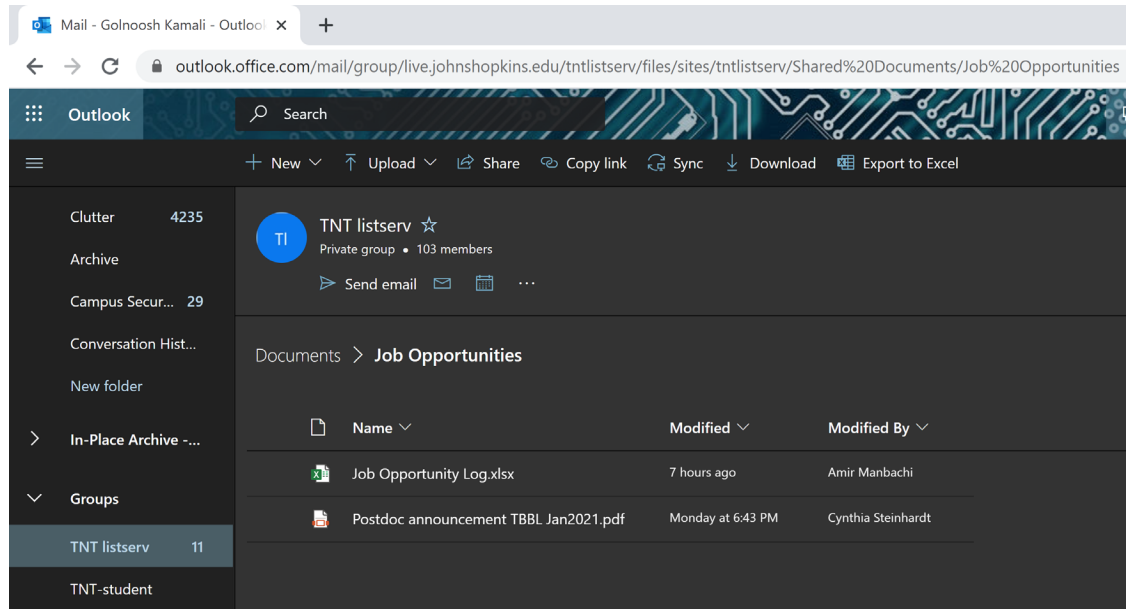 Mail - Golnoosh Kamali - Outlool
outlook.office.com/mail/group/live.johnshopkins.edu/tntlistserv/files/sites/tntlistserv/Shared%20Documents/Job%20Opportunities
Outlook Search
New Upload Share Copy link Sync Download Export to Excel
Clutter 4235
Archive
Campus Secur... 29
Conversation Hist...
New folder
In-Place Archive -...
Groups
TNT listserv 11
TNT-student
TI
TNT listserv
Private group • 103 members
Send email ...
Documents > Job Opportunities
Name Modified Modified By
Job Opportunity Log.xlsx 7 hours ago Amir Manbachi
Postdoc announcement TBBL Jan2021.pdf Monday at 6:43 PM Cynthia Steinhardt